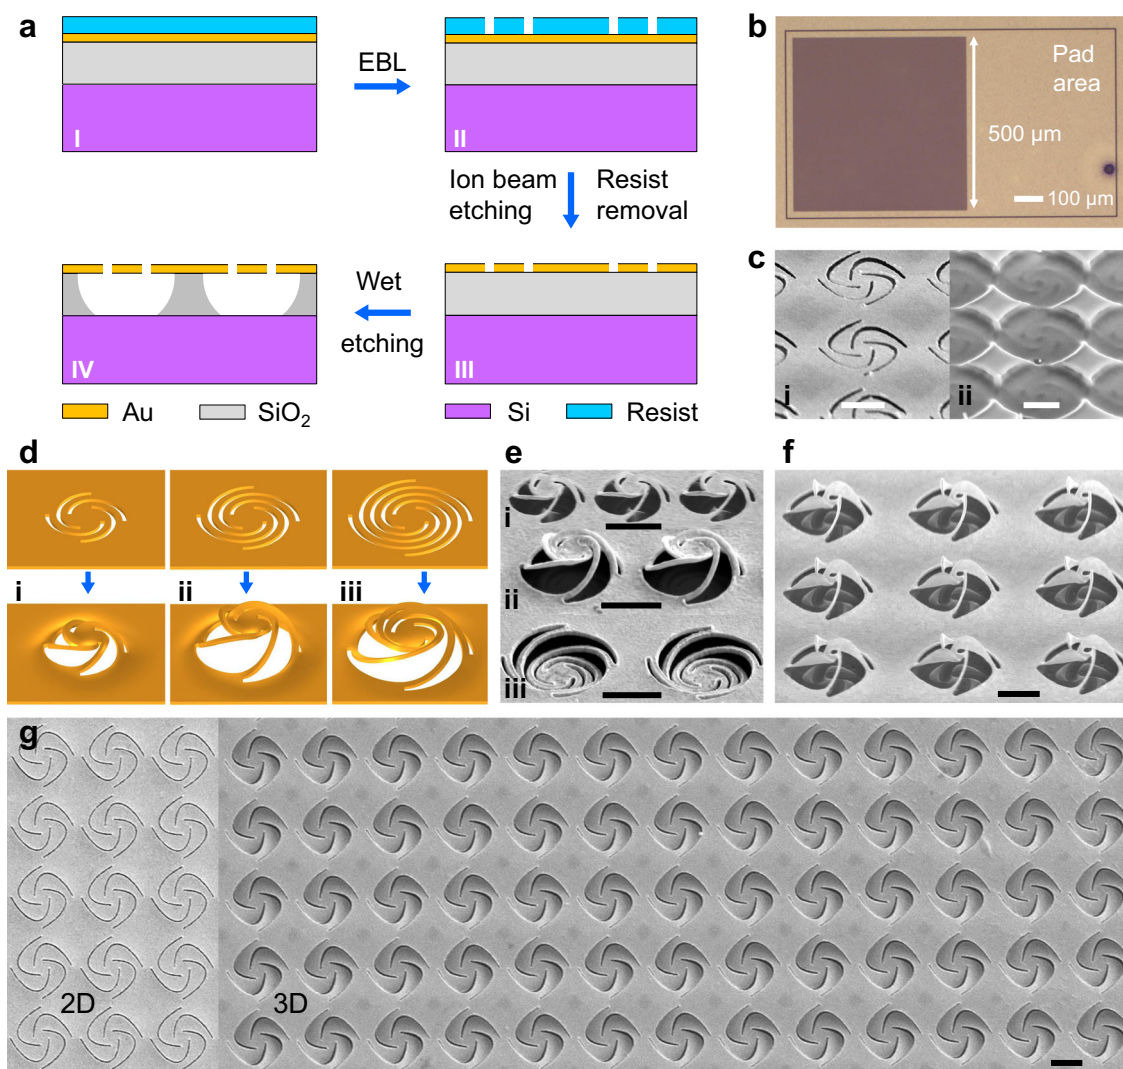 a
I
EBL
II
Ion beam
etching
Resist
removal
IV
Wet
etching
III
Au
SiO₂
Si
Resist
b
Pad
area
500 μm
100 μm
c
i
ii
d
i
ii
iii
e
i
ii
iii
f
g
2D
3D